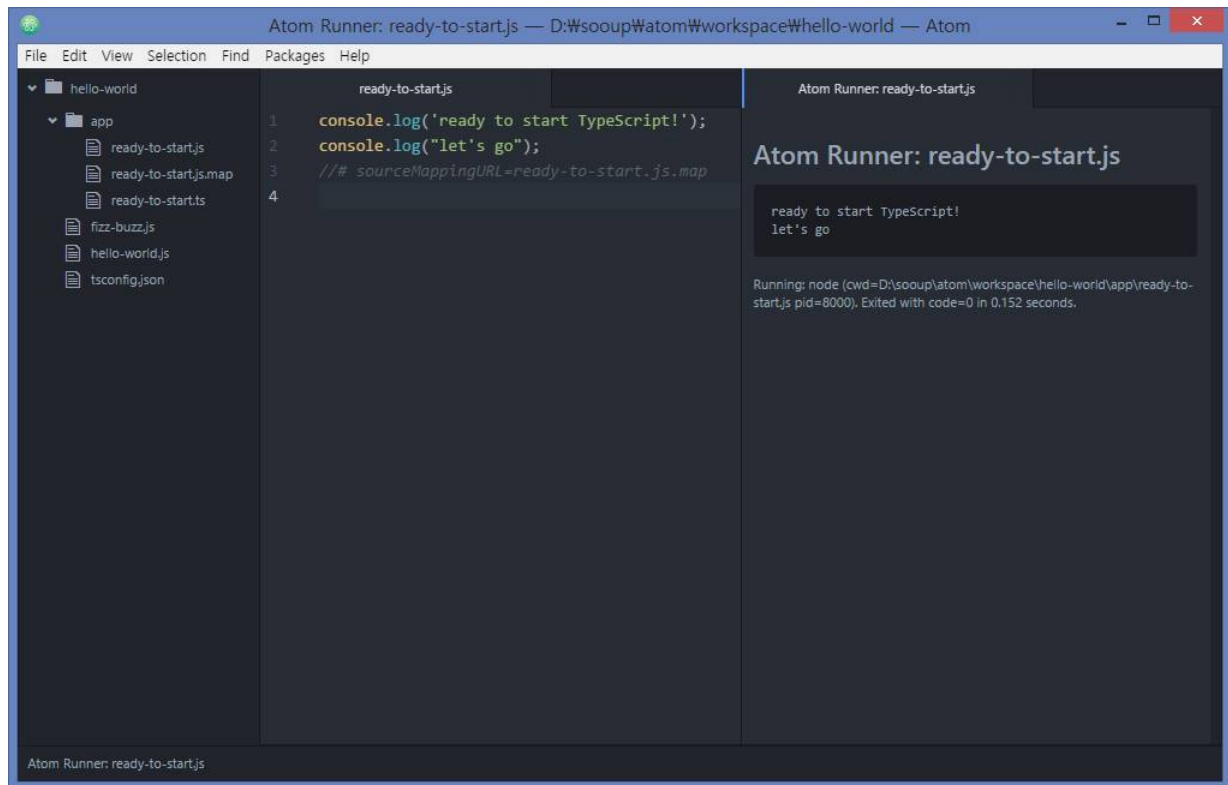 Atom Runner: ready-to-start.js — D:₩sooup₩atom₩workspace₩hello-world — Atom
File Edit View Selection Find Packages Help
hello-world
app
ready-to-start.js
ready-to-start.js.map
ready-to-start.ts
fizz-buzz.js
hello-world.js
tsconfig.json
ready-to-start.js
1 console.log('ready to start TypeScript!');
2 console.log("let's go");
3 //# sourceMappingURL=ready-to-start.js.map
4
Atom Runner: ready-to-start.js
Atom Runner: ready-to-start.js
ready to start TypeScript!
let's go
Running: node (cwd=D:\sooup\atom\workspace\hello-world\app\ready-to-
start.js pid=8000). Exited with code=0 in 0.152 seconds.
Atom Runner: ready-to-start.js